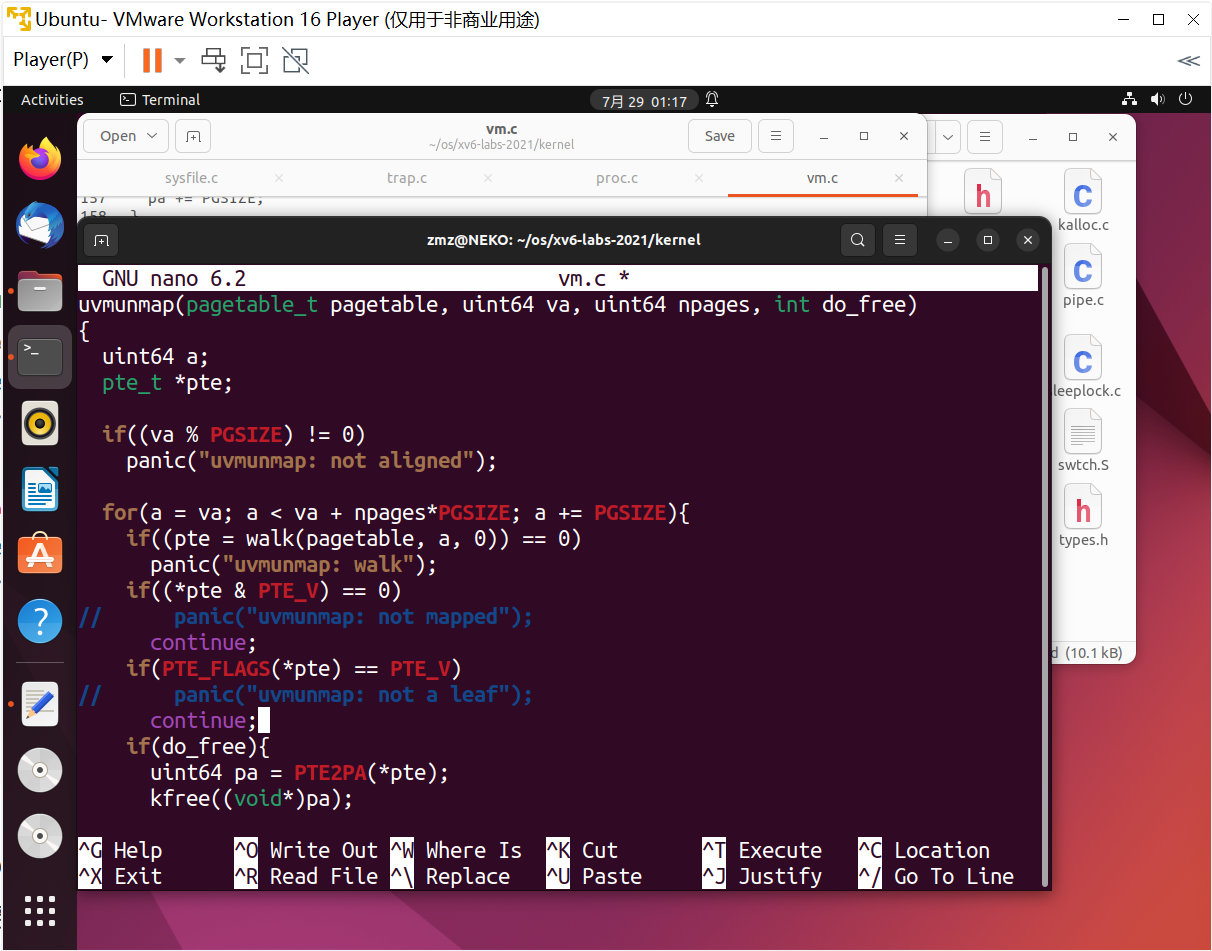 Ubuntu- VMware Workstation 16 Player (仅用于非商业用途)
Player(P)
Activities
Terminal
7月 29 01:17
Open
vm.c
~/os/xv6-labs-2021/kernel
Save
sysfile.c
trap.c
proc.c
vm.c
157 pa += PGSIZE;
158 }
kalloc.c
pipe.c
leeplock.c
swtch.S
types.h
d (10.1 kB)
zmz@NEKO: ~/os/xv6-labs-2021/kernel
GNU nano 6.2 vm.c *
uvmunmap(pagetable_t pagetable, uint64 va, uint64 npages, int do_free)
{
  uint64 a;
  pte_t *pte;
  if((va % PGSIZE) != 0)
    panic("uvmunmap: not aligned");
  for(a = va; a < va + npages*PGSIZE; a += PGSIZE){
    if((pte = walk(pagetable, a, 0)) == 0)
      panic("uvmunmap: walk");
    if((*pte & PTE_V) == 0)
//      panic("uvmunmap: not mapped");
      continue;
    if(PTE_FLAGS(*pte) == PTE_V)
//      panic("uvmunmap: not a leaf");
      continue;
    if(do_free){
      uint64 pa = PTE2PA(*pte);
      kfree((void*)pa);
^G Help ^O Write Out ^W Where Is ^K Cut ^T Execute ^C Location
^X Exit ^R Read File ^\ Replace ^U Paste ^J Justify ^/ Go To Line